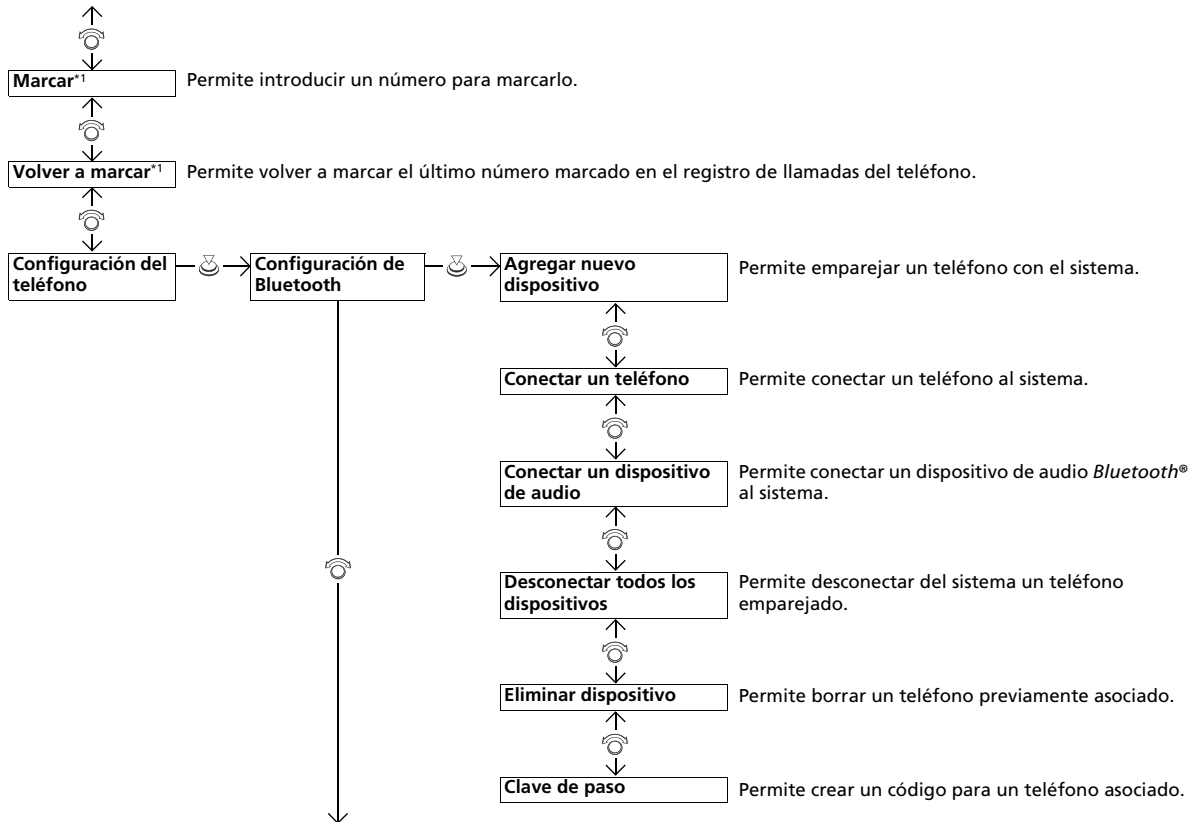 Marcar*1
Permite introducir un número para marcarlo.
Volver a marcar*1
Permite volver a marcar el último número marcado en el registro de llamadas del teléfono.
Configuración del
teléfono
Configuración de
Bluetooth
Agregar nuevo
dispositivo
Permite emparejar un teléfono con el sistema.
Conectar un teléfono
Permite conectar un teléfono al sistema.
Conectar un dispositivo
de audio
Permite conectar un dispositivo de audio Bluetooth®
al sistema.
Desconectar todos los
dispositivos
Permite desconectar del sistema un teléfono
emparejado.
Eliminar dispositivo
Permite borrar un teléfono previamente asociado.
Clave de paso
Permite crear un código para un teléfono asociado.